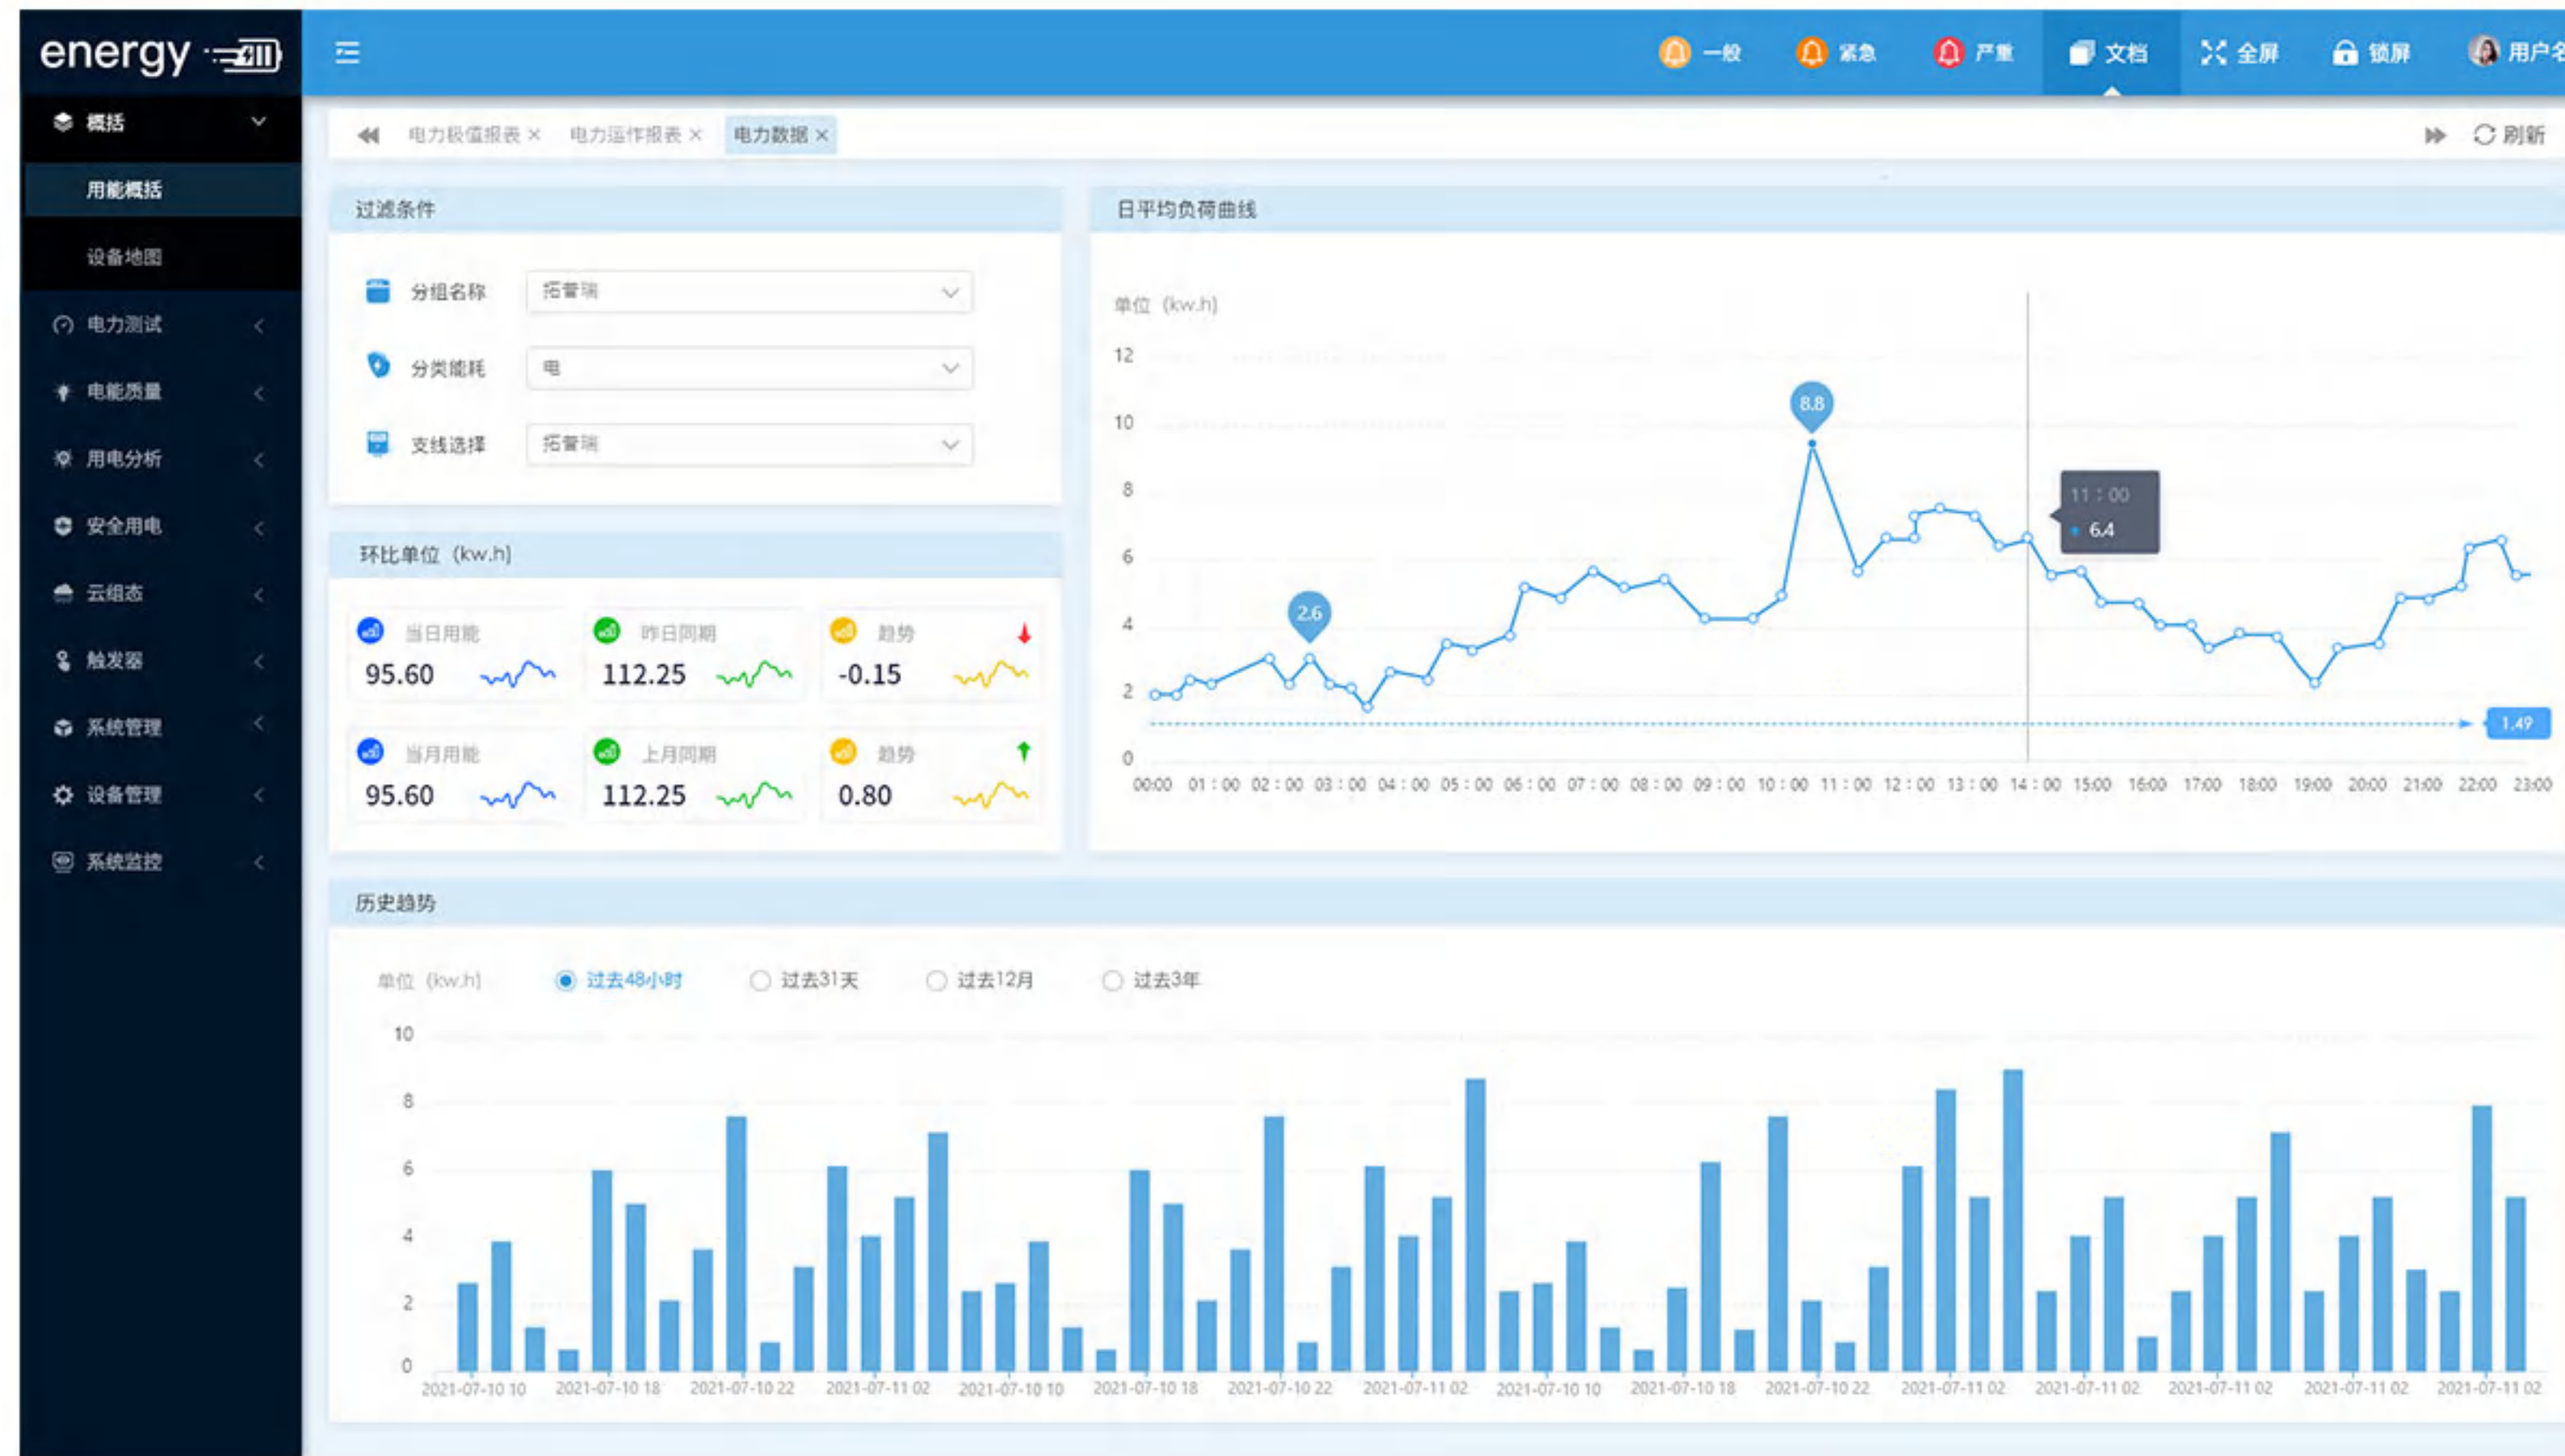 energy
一般 紧急 严重 文档 全屏 锁屏 用户名
概括
用能概括
设备地图
电力测试
电能质量
用电分析
安全用电
云组态
触发器
系统管理
设备管理
系统监控
电力极值报表 × 电力运作报表 × 电力数据 × 刷新
过滤条件
分组名称 拓普瑞
分类能耗 电
支线选择 拓普瑞
环比单位 (kw.h)
当日用能 昨日同期 趋势
95.60 112.25 -0.15
当月用能 上月同期 趋势
95.60 112.25 0.80
日平均负荷曲线
单位 (kw.h)
12
10
8
6
4
2
0
8.8
2.6
11：00
6.4
1.49
00:00 01：00 02：00 03：00 04：00 05：00 06：00 07：00 08：00 09：00 10：00 11：00 12：00 13：00 14：00 15:00 16:00 17:00 18:00 19:00 20:00 21:00 22:00 23:00
历史趋势
单位 (kw.h) 过去48小时 过去31天 过去12月 过去3年
10
8
6
4
2
0
2021-07-10 10 2021-07-10 18 2021-07-10 22 2021-07-11 02 2021-07-10 10 2021-07-10 18 2021-07-10 22 2021-07-11 02 2021-07-10 10 2021-07-10 18 2021-07-10 22 2021-07-11 02 2021-07-11 02 2021-07-11 02 2021-07-11 02 2021-07-11 02